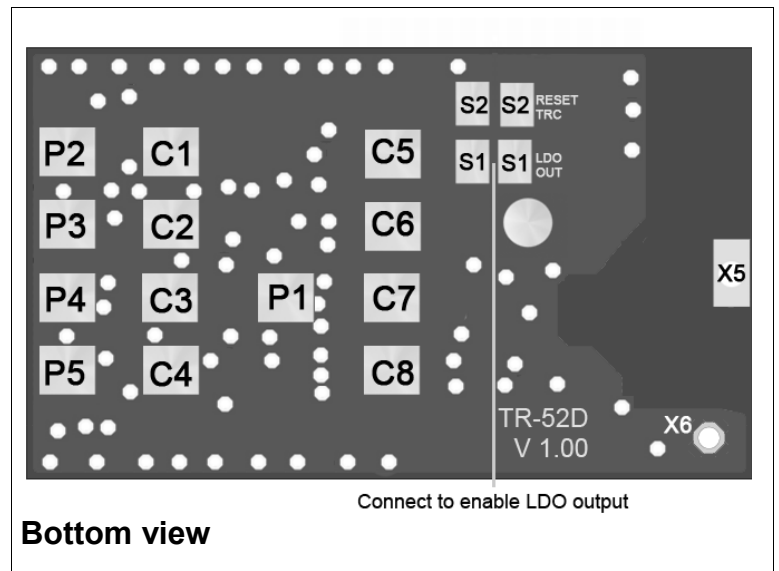 S2 S2 RESET
TRC
P2 C1 C5 S1 S1 LDO
OUT
P3 C2 C6
X5
P4 C3 P1 C7
P5 C4 C8
TR-52D
X6
V 1.00
Connect to enable LDO output
Bottom view